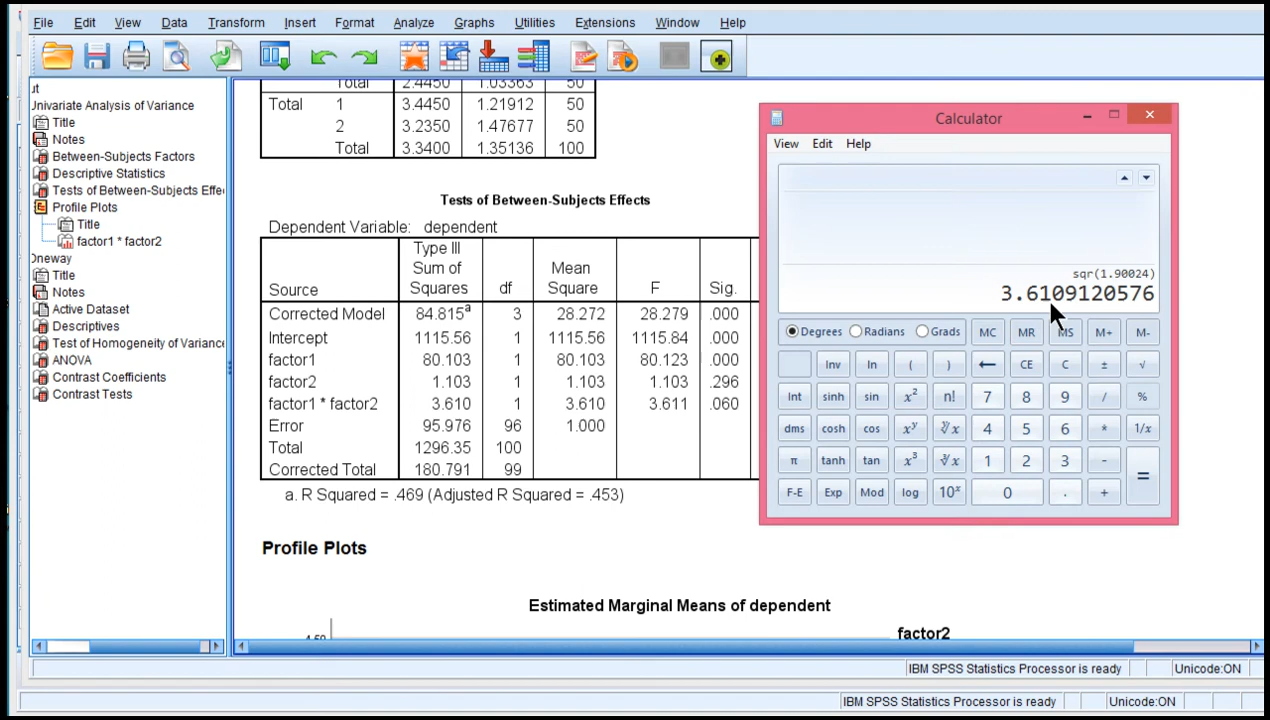 File Edit View Data Transform Insert Format Analyze Graphs Utilities Extensions Window Help
ut
Univariate Analysis of Variance
Title
Notes
Between-Subjects Factors
Descriptive Statistics
Tests of Between-Subjects Effe
Profile Plots
Title
factor1 * factor2
Oneway
Title
Notes
Active Dataset
Descriptives
Test of Homogeneity of Variance
ANOVA
Contrast Coefficients
Contrast Tests
Total 2.4450 1.03363 50
Total 1 3.4450 1.21912 50
2 3.2350 1.47677 50
Total 3.3400 1.35136 100
Tests of Between-Subjects Effects
Dependent Variable: dependent
Source Type III Sum of Squares df Mean Square F Sig.
Corrected Model 84.815a 3 28.272 28.279 .000
Intercept 1115.56 1 1115.56 1115.84 .000
factor1 80.103 1 80.103 80.123 .000
factor2 1.103 1 1.103 1.103 .296
factor1 * factor2 3.610 1 3.610 3.611 .060
Error 95.976 96 1.000
Total 1296.35 100
Corrected Total 180.791 99
a. R Squared = .469 (Adjusted R Squared = .453)
Profile Plots
Estimated Marginal Means of dependent
4.50
factor2
Calculator
View Edit Help
sqr(1.90024)
3.6109120576
Degrees Radians Grads MC MR MS M+ M-
Inv ln ( ) ← CE C ± √
Int sinh sin x² n! 7 8 9 / %
dms cosh cos xʸ ʸ√x 4 5 6 * 1/x
π tanh tan x³ ³√x 1 2 3 - =
F-E Exp Mod log 10ˣ 0 . +
IBM SPSS Statistics Processor is ready Unicode:ON
IBM SPSS Statistics Processor is ready Unicode:ON